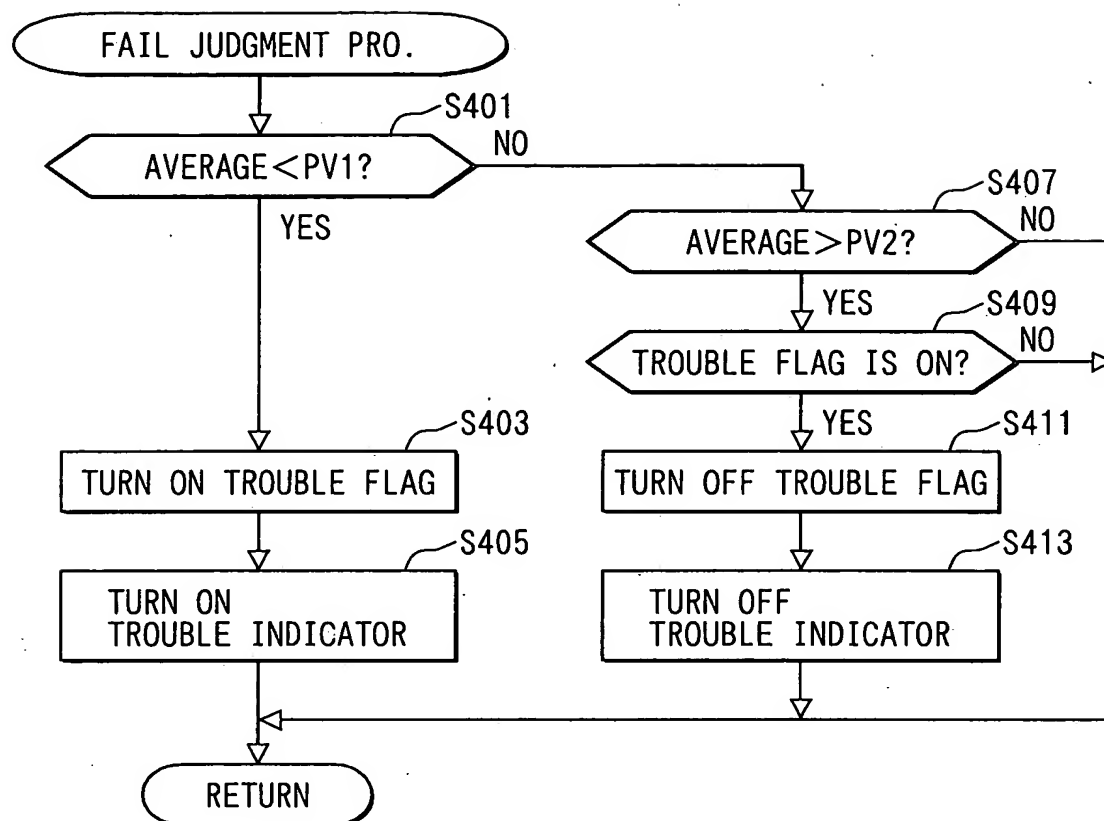 FAIL JUDGMENT PRO.
S401
AVERAGE<PV1?
NO
YES
S407
AVERAGE>PV2?
NO
YES
S409
TROUBLE FLAG IS ON?
NO
YES
S403
TURN ON TROUBLE FLAG
S411
TURN OFF TROUBLE FLAG
S405
TURN ON
TROUBLE INDICATOR
S413
TURN OFF
TROUBLE INDICATOR
RETURN